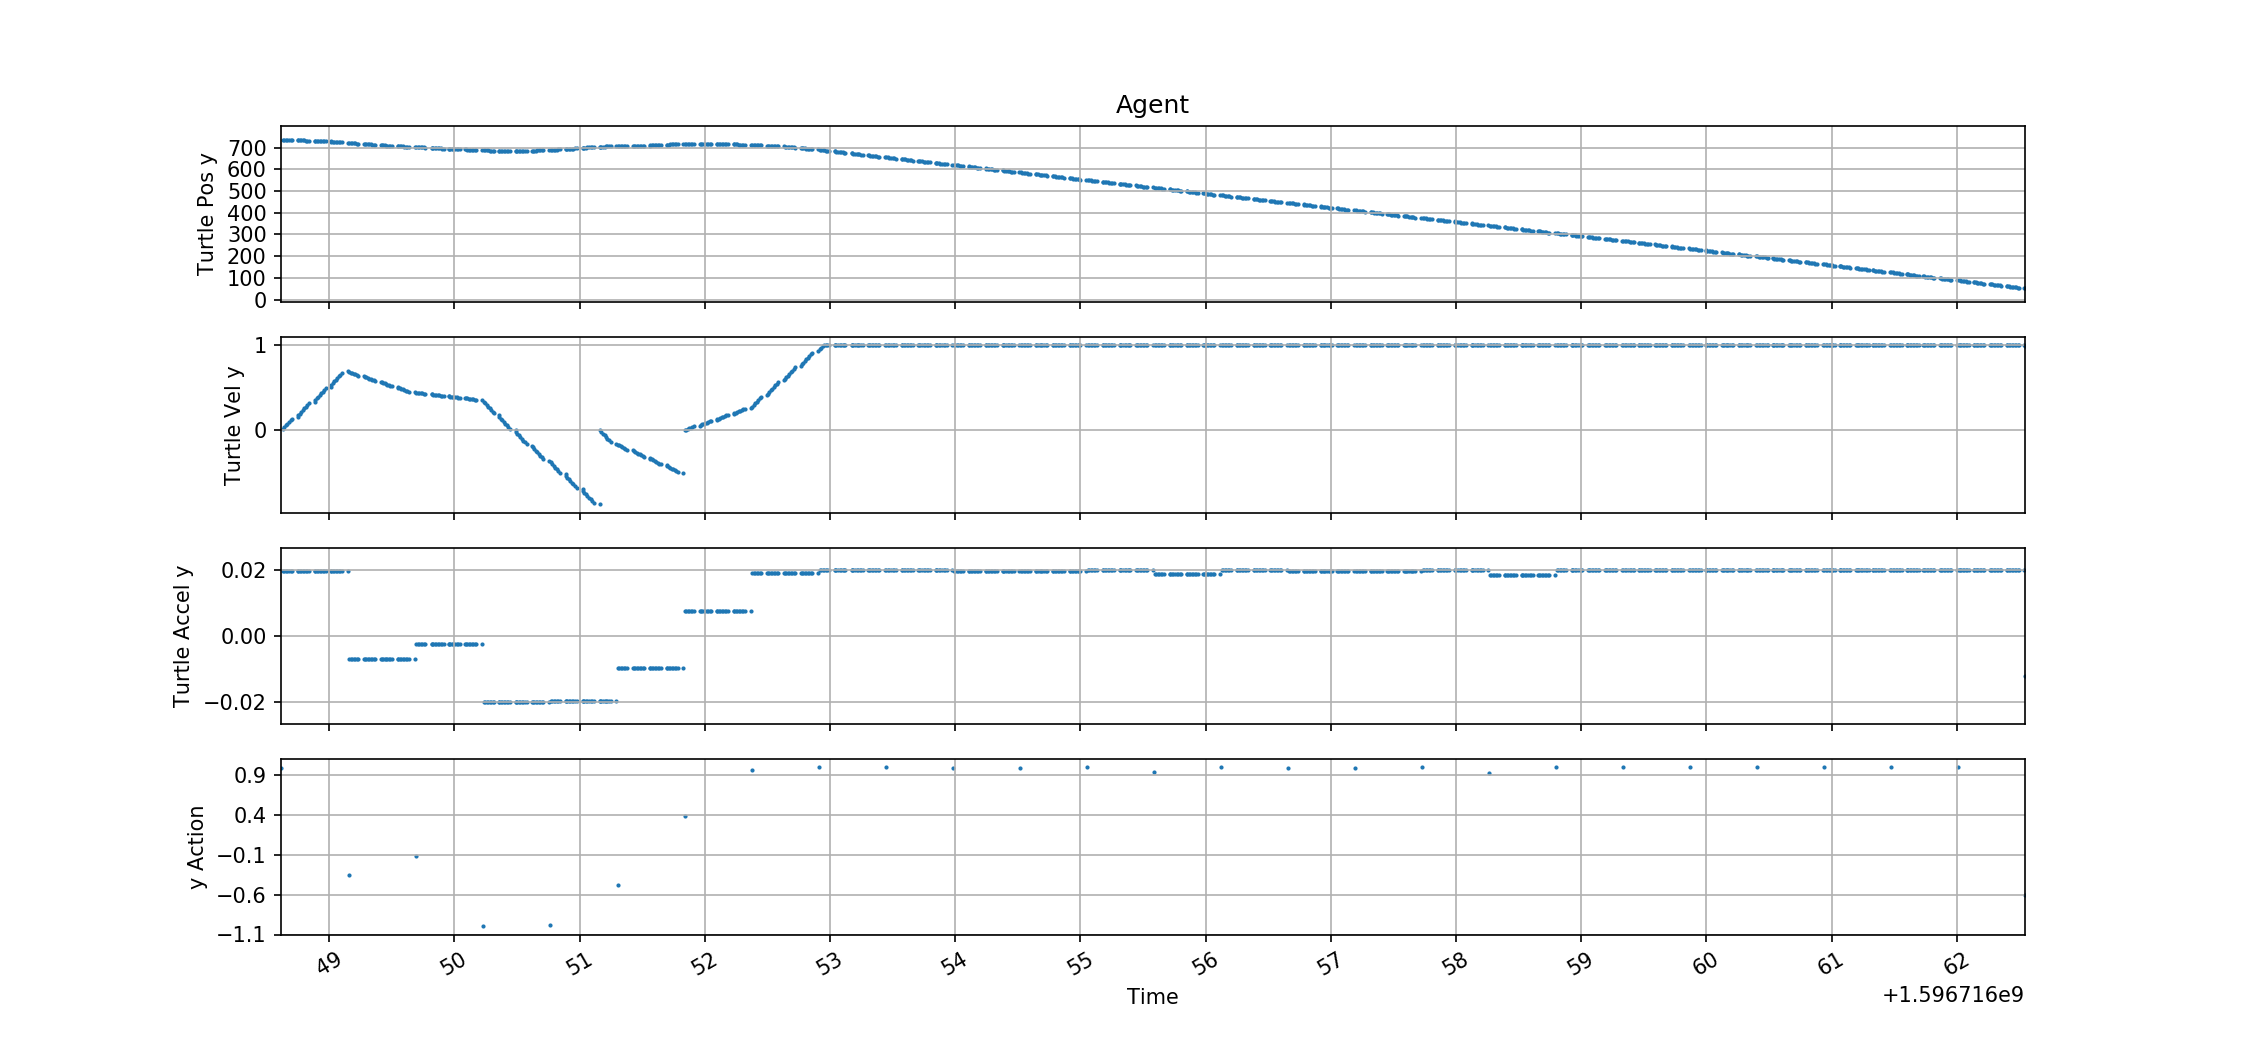 Agent
Turtle Pos y
700
600
500
400
300
200
100
0
Turtle Vel y
1
0
Turtle Accel y
0.02
0.00
−0.02
y Action
0.9
0.4
−0.1
−0.6
−1.1
49 50 51 52 53 54 55 56 57 58 59 60 61 62
Time
+1.596716e9